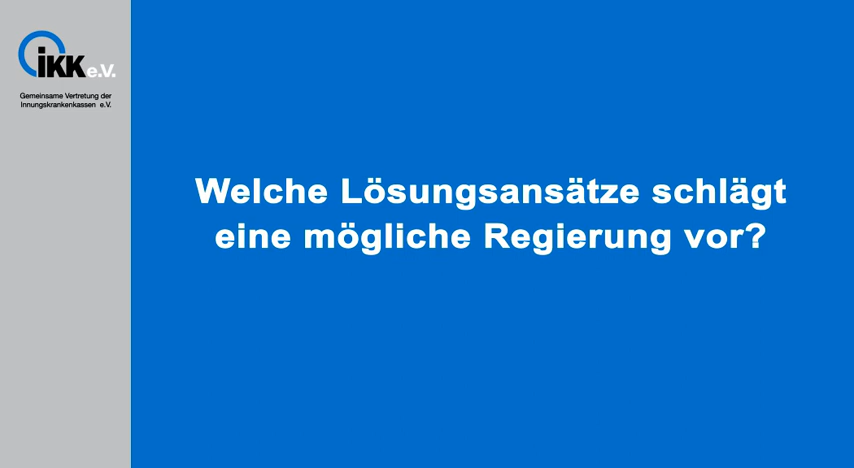 iKK e.V.
Gemeinsame Vertretung der
Innungskrankenkassen e.V.
Welche Lösungsansätze schlägt
eine mögliche Regierung vor?